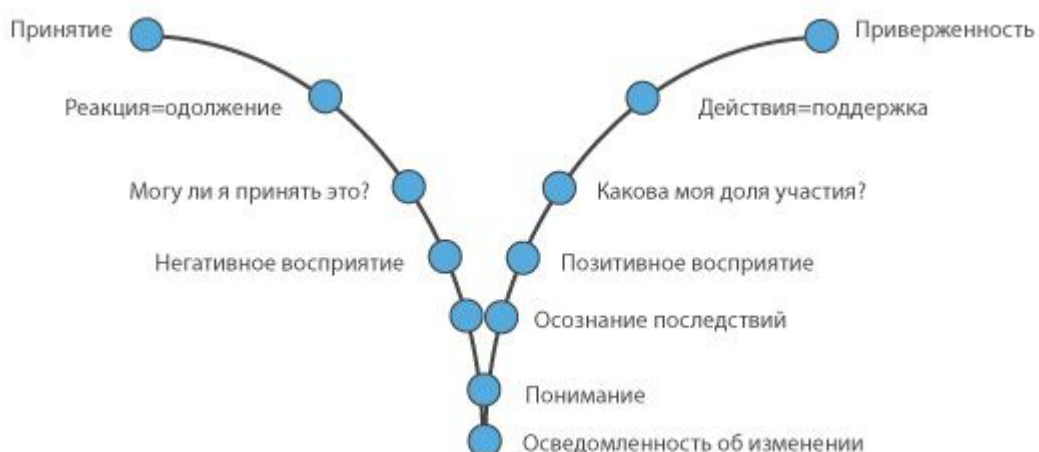 Принятие
Приверженность
Реакция=одолжение
Действия=поддержка
Могу ли я принять это?
Какова моя доля участия?
Негативное восприятие
Позитивное восприятие
Осознание последствий
Понимание
Осведомленность об изменении